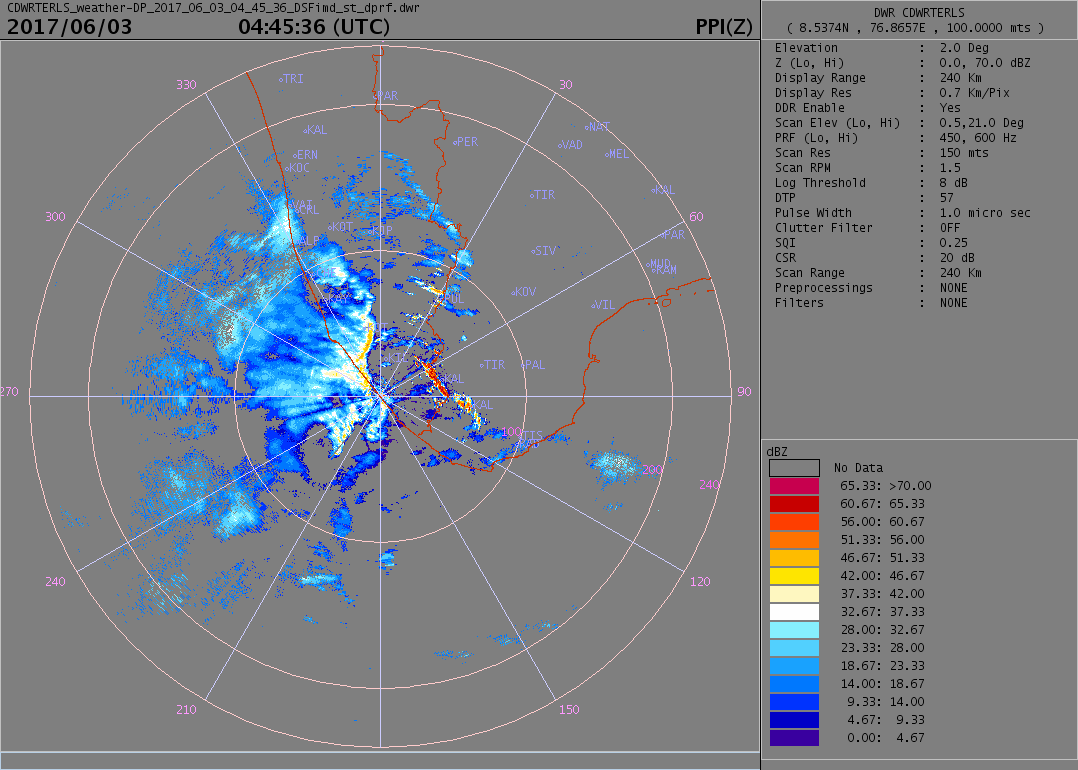 CDWRTERLS_weather-DP_2017_06_03_04_45_36_DSFimd_st_dprf.dwr
2017/06/03 04:45:36 (UTC) PPI(Z)
DWR CDWRTERLS
( 8.5374N , 76.8657E , 100.0000 mts )
Elevation : 2.0 Deg
Z (Lo, Hi) : 0.0, 70.0 dBZ
Display Range : 240 Km
Display Res : 0.7 Km/Pix
DDR Enable : Yes
Scan Elev (Lo, Hi) : 0.5,21.0 Deg
PRF (Lo, Hi) : 450, 600 Hz
Scan Res : 150 mts
Scan RPM : 1.5
Log Threshold : 8 dB
DTP : 57
Pulse Width : 1.0 micro sec
Clutter Filter : OFF
SQI : 0.25
CSR : 20 dB
Scan Range : 240 Km
Preprocessings : NONE
Filters : NONE
dBZ
No Data
65.33: >70.00
60.67: 65.33
56.00: 60.67
51.33: 56.00
46.67: 51.33
42.00: 46.67
37.33: 42.00
32.67: 37.33
28.00: 32.67
23.33: 28.00
18.67: 23.33
14.00: 18.67
9.33: 14.00
4.67: 9.33
0.00: 4.67
330
30
TRI
PAR
KAL
NAT
PER
VAD
MEL
ERN
KOC
TIR
KAL
VAI
300
60
KOT
PAR
SIV
MUD
RAM
KOV
PUL
VIL
TIR
PAL
270
90
KAL
100
TIS
200
240
240
120
210
150